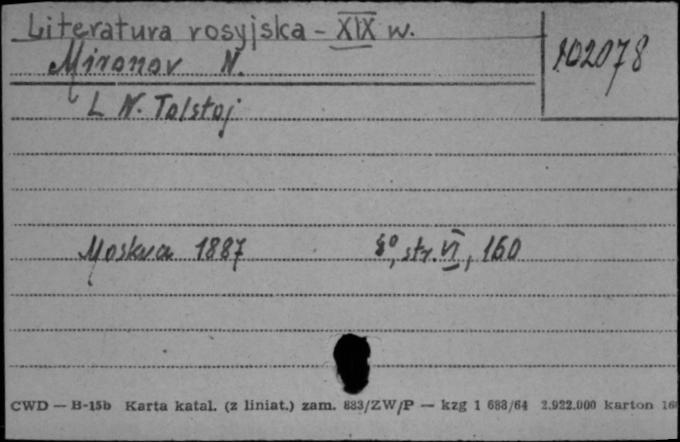 Literatura rosyjska - XIX w.
102078
Mironov N.
L. N. Tolstoj
Moskva 1887 8°, str. VI, 160
CWD — B-15b Karta katal. (z liniat.) zam. 883/ZW/P — kzg 1 688/64 2.922.000 karton